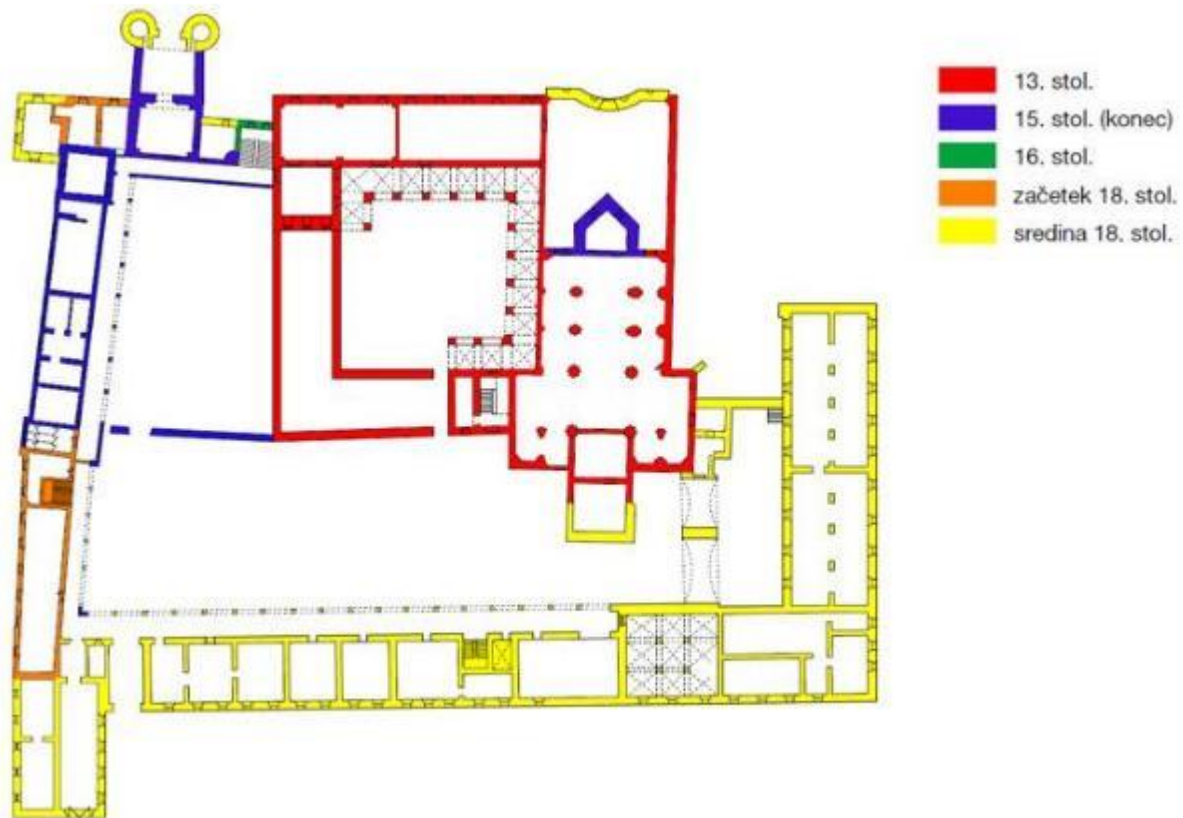 13. stol.
15. stol. (konec)
16. stol.
začetek 18. stol.
sredina 18. stol.